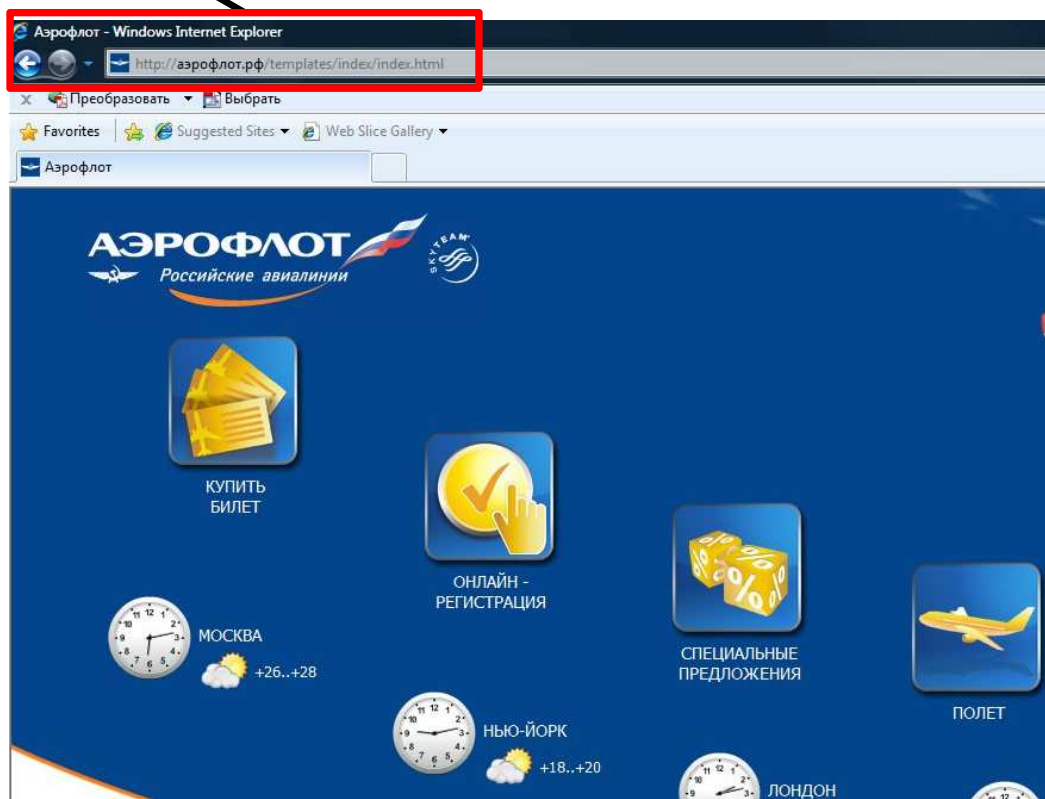 Аэрофлот - Windows Internet Explorer
http://аэрофлот.рф/templates/index/index.html
x Преобразовать Выбрать
Favorites Suggested Sites Web Slice Gallery
Аэрофлот
АЭРОФЛОТ
Российские авиалинии
SKYTEAM
КУПИТЬ
БИЛЕТ
ОНЛАЙН -
РЕГИСТРАЦИЯ
СПЕЦИАЛЬНЫЕ
ПРЕДЛОЖЕНИЯ
ПОЛЕТ
МОСКВА
+26..+28
НЬЮ-ЙОРК
+18..+20
ЛОНДОН